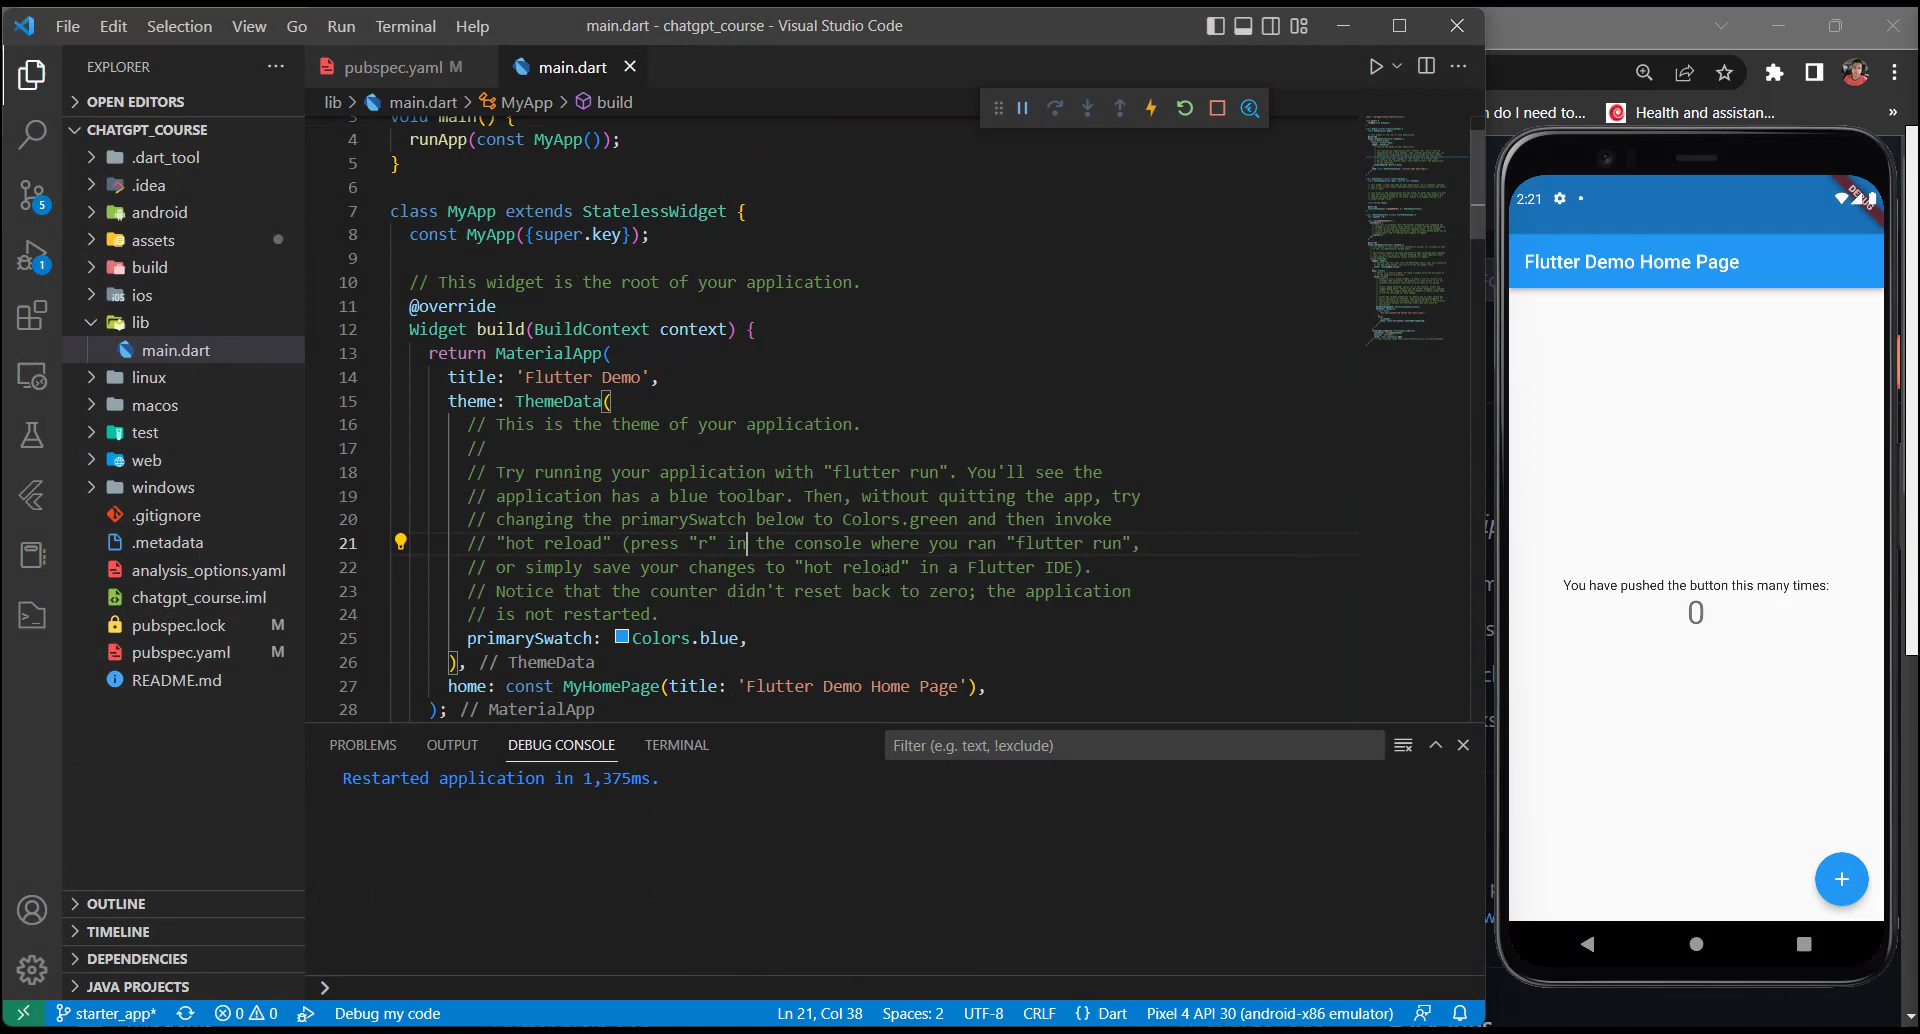 File Edit Selection View Go Run Terminal Help
main.dart - chatgpt_course - Visual Studio Code
EXPLORER
OPEN EDITORS
CHATGPT_COURSE
.dart_tool
.idea
android
assets
build
ios
lib
main.dart
linux
macos
test
web
windows
.gitignore
.metadata
analysis_options.yaml
chatgpt_course.iml
pubspec.lock M
pubspec.yaml M
README.md
OUTLINE
TIMELINE
DEPENDENCIES
JAVA PROJECTS
5
1
pubspec.yaml M
main.dart
lib > main.dart > MyApp > build
3 void main() {
4 runApp(const MyApp());
5 }
6
7 class MyApp extends StatelessWidget {
8 const MyApp({super.key});
9
10 // This widget is the root of your application.
11 @override
12 Widget build(BuildContext context) {
13 return MaterialApp(
14 title: 'Flutter Demo',
15 theme: ThemeData(
16 // This is the theme of your application.
17 //
18 // Try running your application with "flutter run". You'll see the
19 // application has a blue toolbar. Then, without quitting the app, try
20 // changing the primarySwatch below to Colors.green and then invoke
21 // "hot reload" (press "r" in the console where you ran "flutter run",
22 // or simply save your changes to "hot reload" in a Flutter IDE).
23 // Notice that the counter didn't reset back to zero; the application
24 // is not restarted.
25 primarySwatch: Colors.blue,
26 ), // ThemeData
27 home: const MyHomePage(title: 'Flutter Demo Home Page'),
28 ); // MaterialApp
PROBLEMS OUTPUT DEBUG CONSOLE TERMINAL
Filter (e.g. text, !exclude)
Restarted application in 1,375ms.
starter_app* 0 0 Debug my code
Ln 21, Col 38 Spaces: 2 UTF-8 CRLF {} Dart Pixel 4 API 30 (android-x86 emulator)
do I need to...
Health and assistan...
»
2:21
DEBUG
Flutter Demo Home Page
You have pushed the button this many times:
0
+